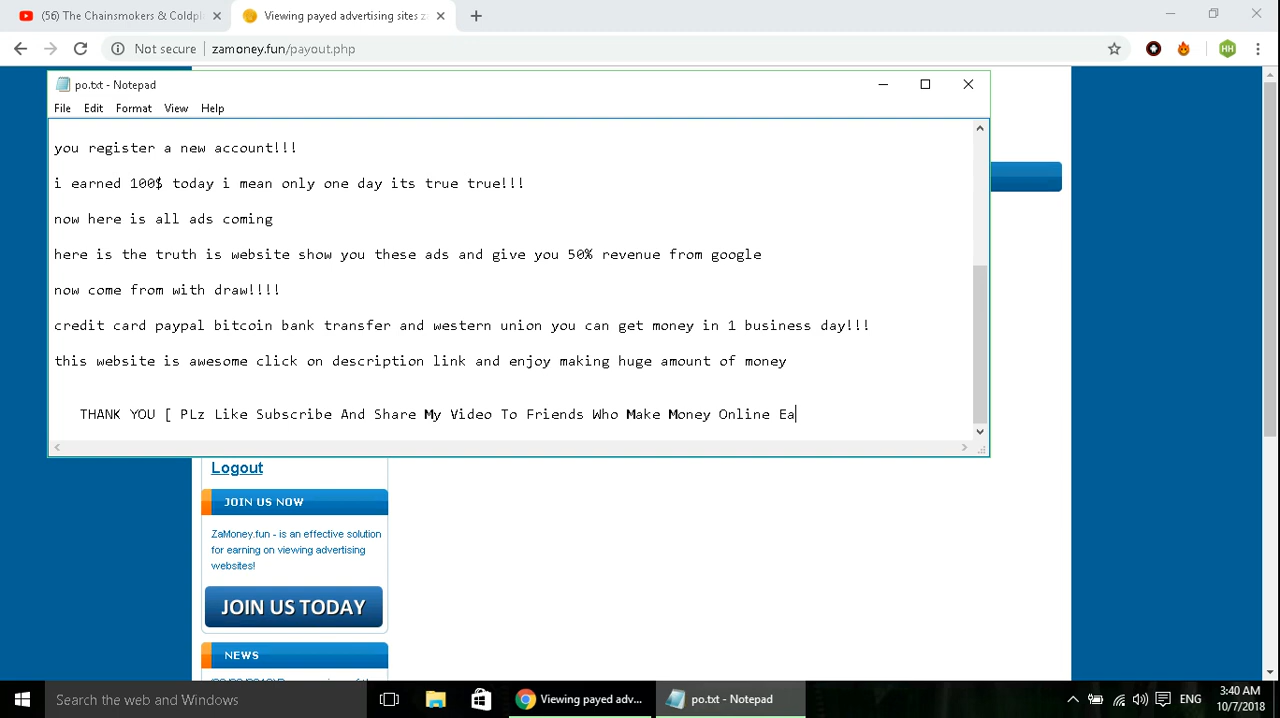 (56) The Chainsmokers & Coldpl
Viewing payed advertising sites z
Not secure
zamoney.fun/payout.php
HH
po.txt - Notepad
File Edit Format View Help
you register a new account!!!
i earned 100$ today i mean only one day its true true!!!
now here is all ads coming
here is the truth is website show you these ads and give you 50% revenue from google
now come from with draw!!!!
credit card paypal bitcoin bank transfer and western union you can get money in 1 business day!!!
this website is awesome click on description link and enjoy making huge amount of money
THANK YOU [ PLz Like Subscribe And Share My Video To Friends Who Make Money Online Ea
Logout
JOIN US NOW
ZaMoney.fun - is an effective solution
for earning on viewing advertising
websites!
JOIN US TODAY
NEWS
Search the web and Windows
Viewing payed adv...
po.txt - Notepad
ENG
3:40 AM
10/7/2018